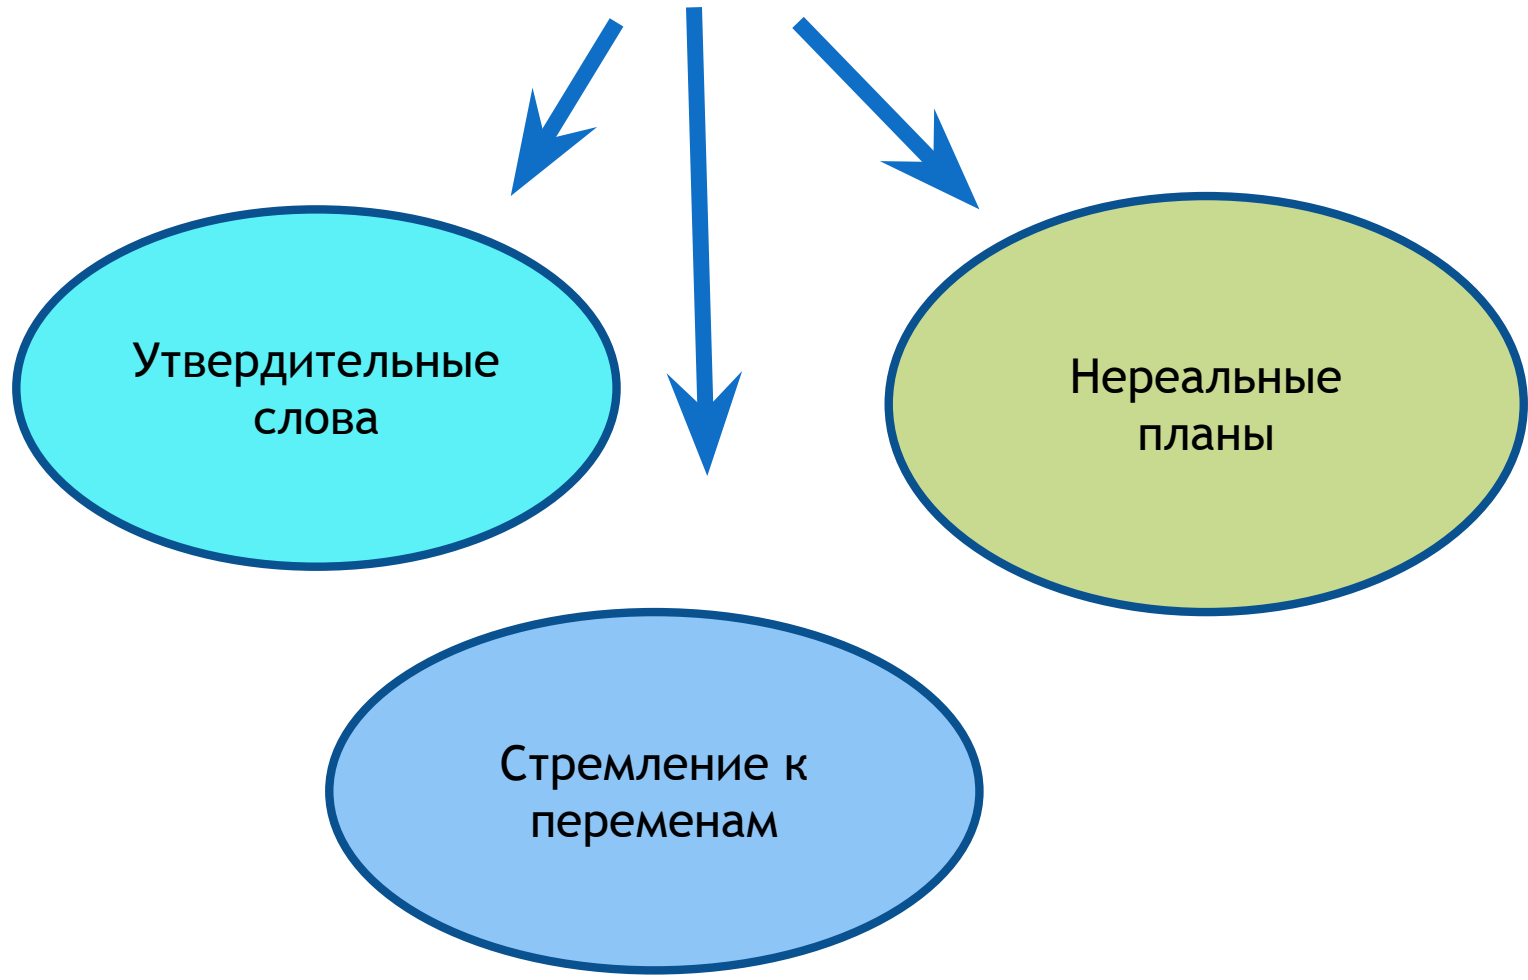 Утвердительные
слова
Нереальные
планы
Стремление к
переменам